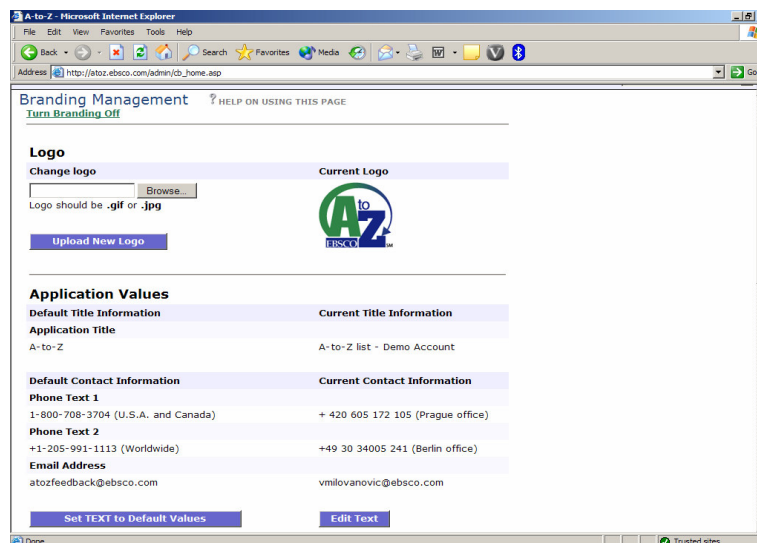 A-to-Z - Microsoft Internet Explorer
File Edit View Favorites Tools Help
Back Search Favorites Media
Address http://atoz.ebsco.com/admin/cb_home.asp Go
Branding Management ? HELP ON USING THIS PAGE
Turn Branding Off
Logo
Change logo Current Logo
Browse...
Logo should be .gif or .jpg
A to Z
EBSCO SM
Upload New Logo
Application Values
Default Title Information Current Title Information
Application Title
A-to-Z A-to-Z list - Demo Account
Default Contact Information Current Contact Information
Phone Text 1
1-800-708-3704 (U.S.A. and Canada) + 420 605 172 105 (Prague office)
Phone Text 2
+1-205-991-1113 (Worldwide) +49 30 34005 241 (Berlin office)
Email Address
atozfeedback@ebsco.com vmilovanovic@ebsco.com
Set TEXT to Default Values Edit Text
Done Trusted sites